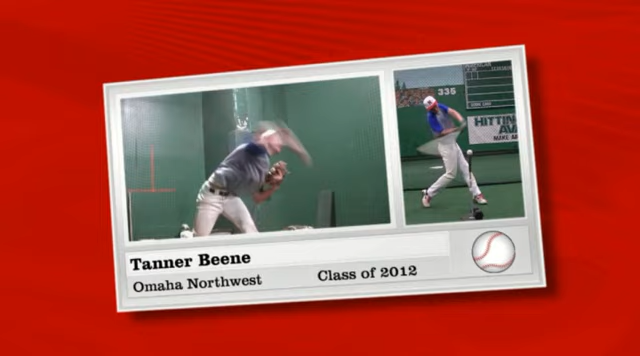 335
HITTIN
Tanner Beene
Omaha Northwest
Class of 2012